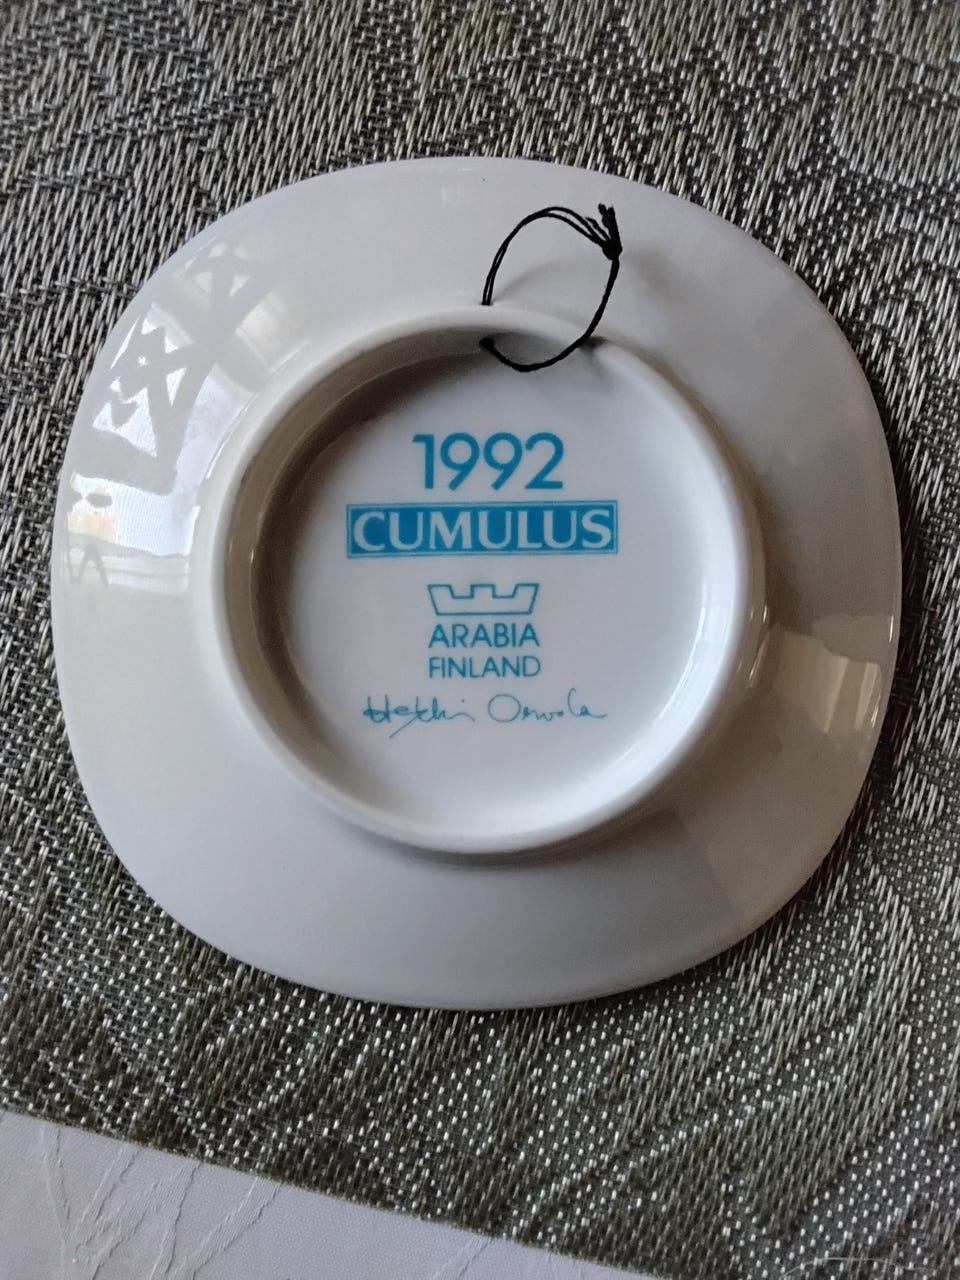 1992
CUMULUS
ARABIA
FINLAND
Heikki Orvola